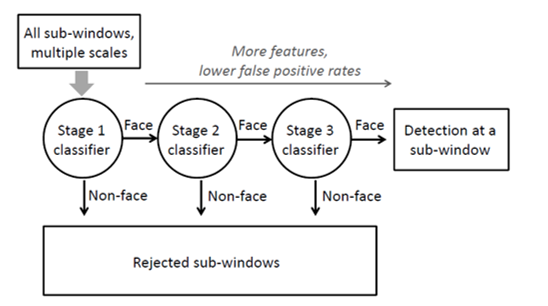 All sub-windows,
multiple scales
More features,
lower false positive rates
Stage 1
classifier
Face
Stage 2
classifier
Face
Stage 3
classifier
Face
Detection at a
sub-window
Non-face
Non-face
Non-face
Rejected sub-windows